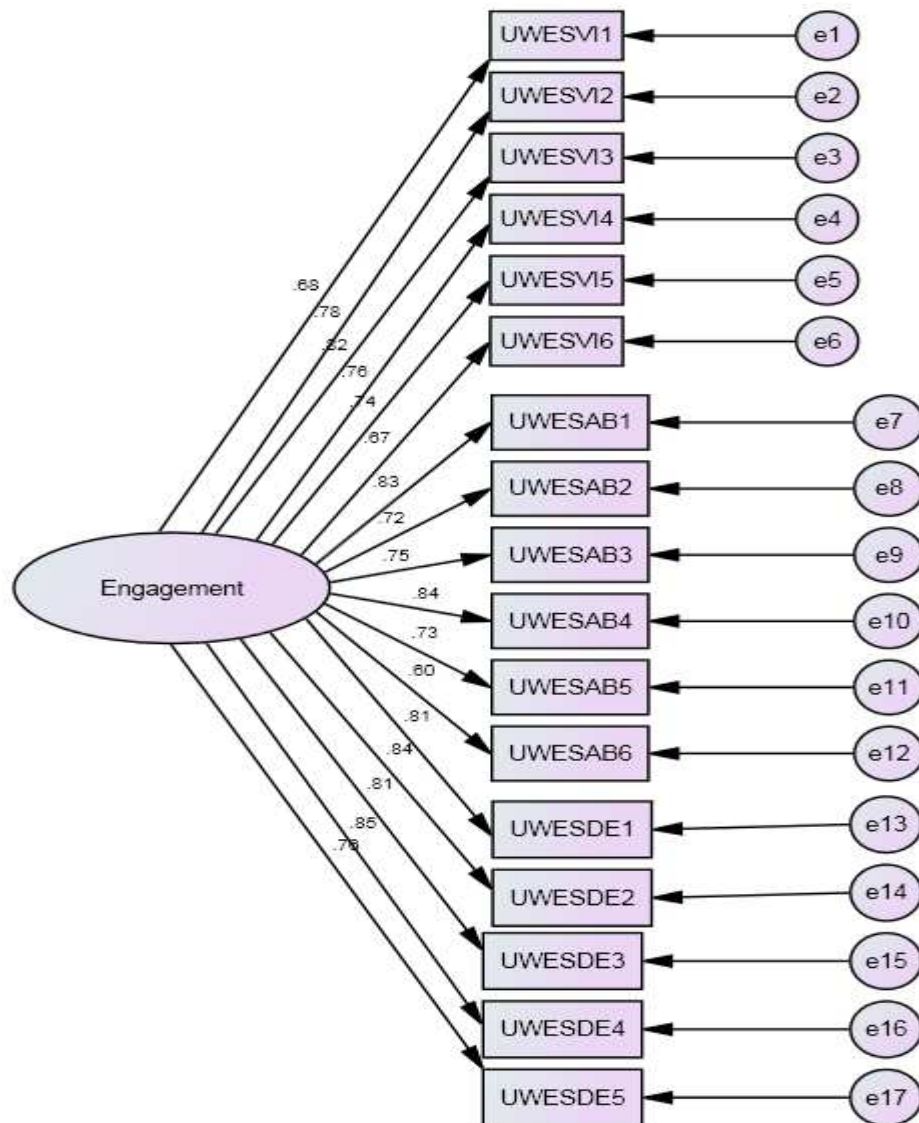 UWESVI1
e1
UWESVI2
e2
UWESVI3
e3
UWESVI4
e4
UWESVI5
e5
UWESVI6
e6
.68
.78
.82
.76
.74
.67
UWESAB1
e7
UWESAB2
e8
UWESAB3
e9
UWESAB4
e10
UWESAB5
e11
UWESAB6
e12
.83
.72
.75
.84
.73
.60
Engagement
.81
.84
.81
.85
UWESDE1
e13
UWESDE2
e14
UWESDE3
e15
UWESDE4
e16
UWESDE5
e17